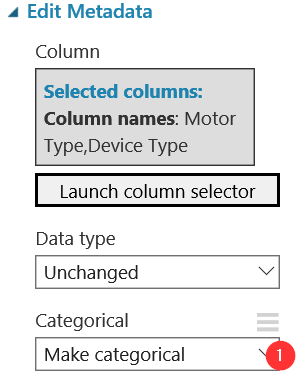 Edit Metadata
Column
Selected columns:
Column names: Motor
Type,Device Type
Launch column selector
Data type
Unchanged
Categorical
Make categorical
1